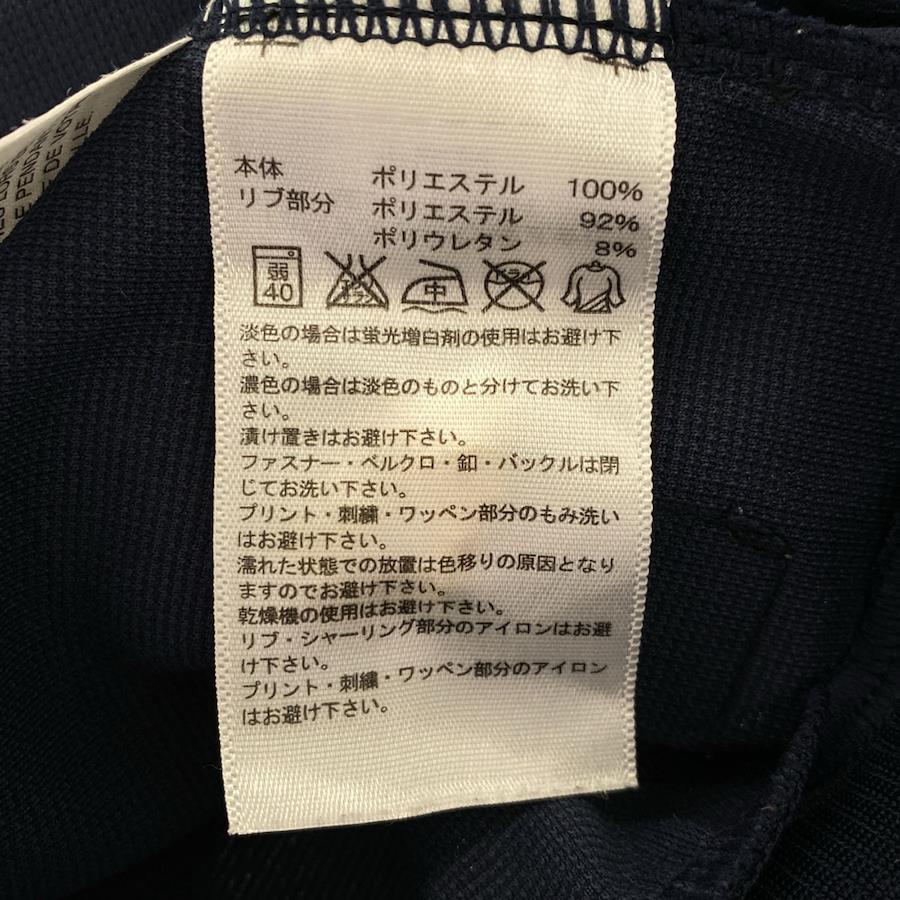 本体 ポリエステル 100%
リブ部分 ポリエステル 92%
ポリウレタン 8%
弱
40
中
ドライ
淡色の場合は蛍光増白剤の使用はお避け下
さい。
濃色の場合は淡色のものと分けてお洗い下
さい。
漬け置きはお避け下さい。
ファスナー・ベルクロ・釦・バックルは閉
じてお洗い下さい。
プリント・刺繍・ワッペン部分のもみ洗い
はお避け下さい。
濡れた状態での放置は色移りの原因となり
ますのでお避け下さい。
乾燥機の使用はお避け下さい。
リブ・シャーリング部分のアイロンはお避
け下さい。
プリント・刺繍・ワッペン部分のアイロン
はお避け下さい。
PENDAN
DE VOT